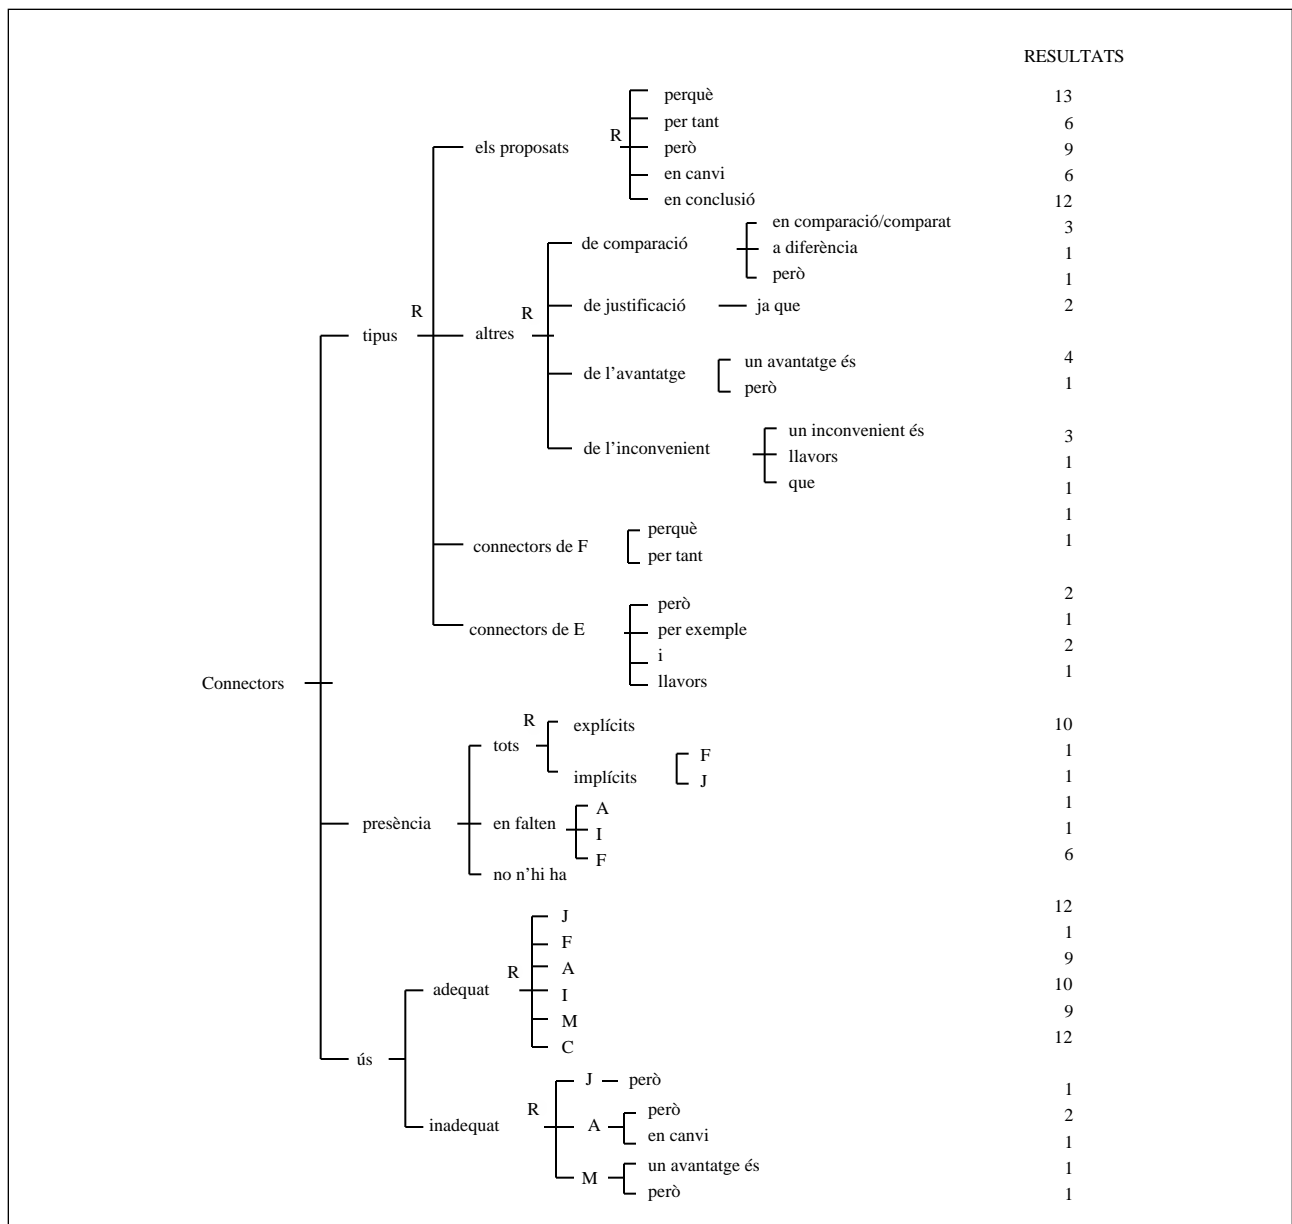 RESULTATS
perquè 13
per tant 6
R
els proposats
però 9
en canvi 6
en conclusió 12
en comparació/comparat 3
de comparació
a diferència 1
però 1
R
R
de justificació
ja que 2
tipus
altres
un avantatge és 4
de l’avantatge
però 1
un inconvenient és 3
de l’inconvenient
llavors 1
que 1
1
perquè 1
connectors de F
per tant
però 2
connectors de E
per exemple 1
i 2
llavors 1
Connectors
R
explícits 10
tots
F 1
implícits
J 1
A 1
presència
en falten
I 1
F 6
no n’hi ha
J 12
F 1
R
A 9
adequat
I 10
M 9
C 12
ús
J
però 1
R
però 2
inadequat
A
en canvi 1
un avantatge és 1
M
però 1